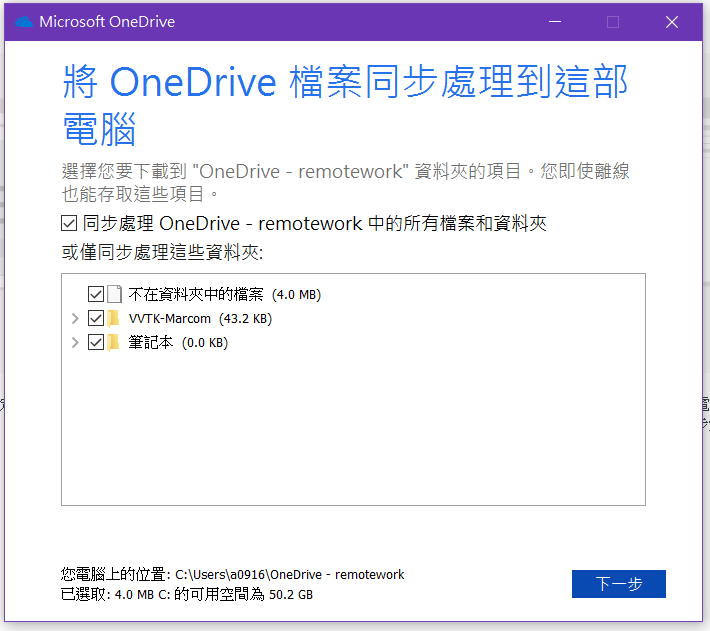 Microsoft OneDrive
將 OneDrive 檔案同步處理到這部
電腦
選擇您要下載到 "OneDrive - remotework" 資料夾的項目。您即使離線
也能存取這些項目。
同步處理 OneDrive - remotework 中的所有檔案和資料夾
或僅同步處理這些資料夾:
不在資料夾中的檔案 (4.0 MB)
VVTK-Marcom (43.2 KB)
筆記本 (0.0 KB)
您電腦上的位置: C:\Users\a0916\OneDrive - remotework
已選取: 4.0 MB C: 的可用空間為 50.2 GB
下一步